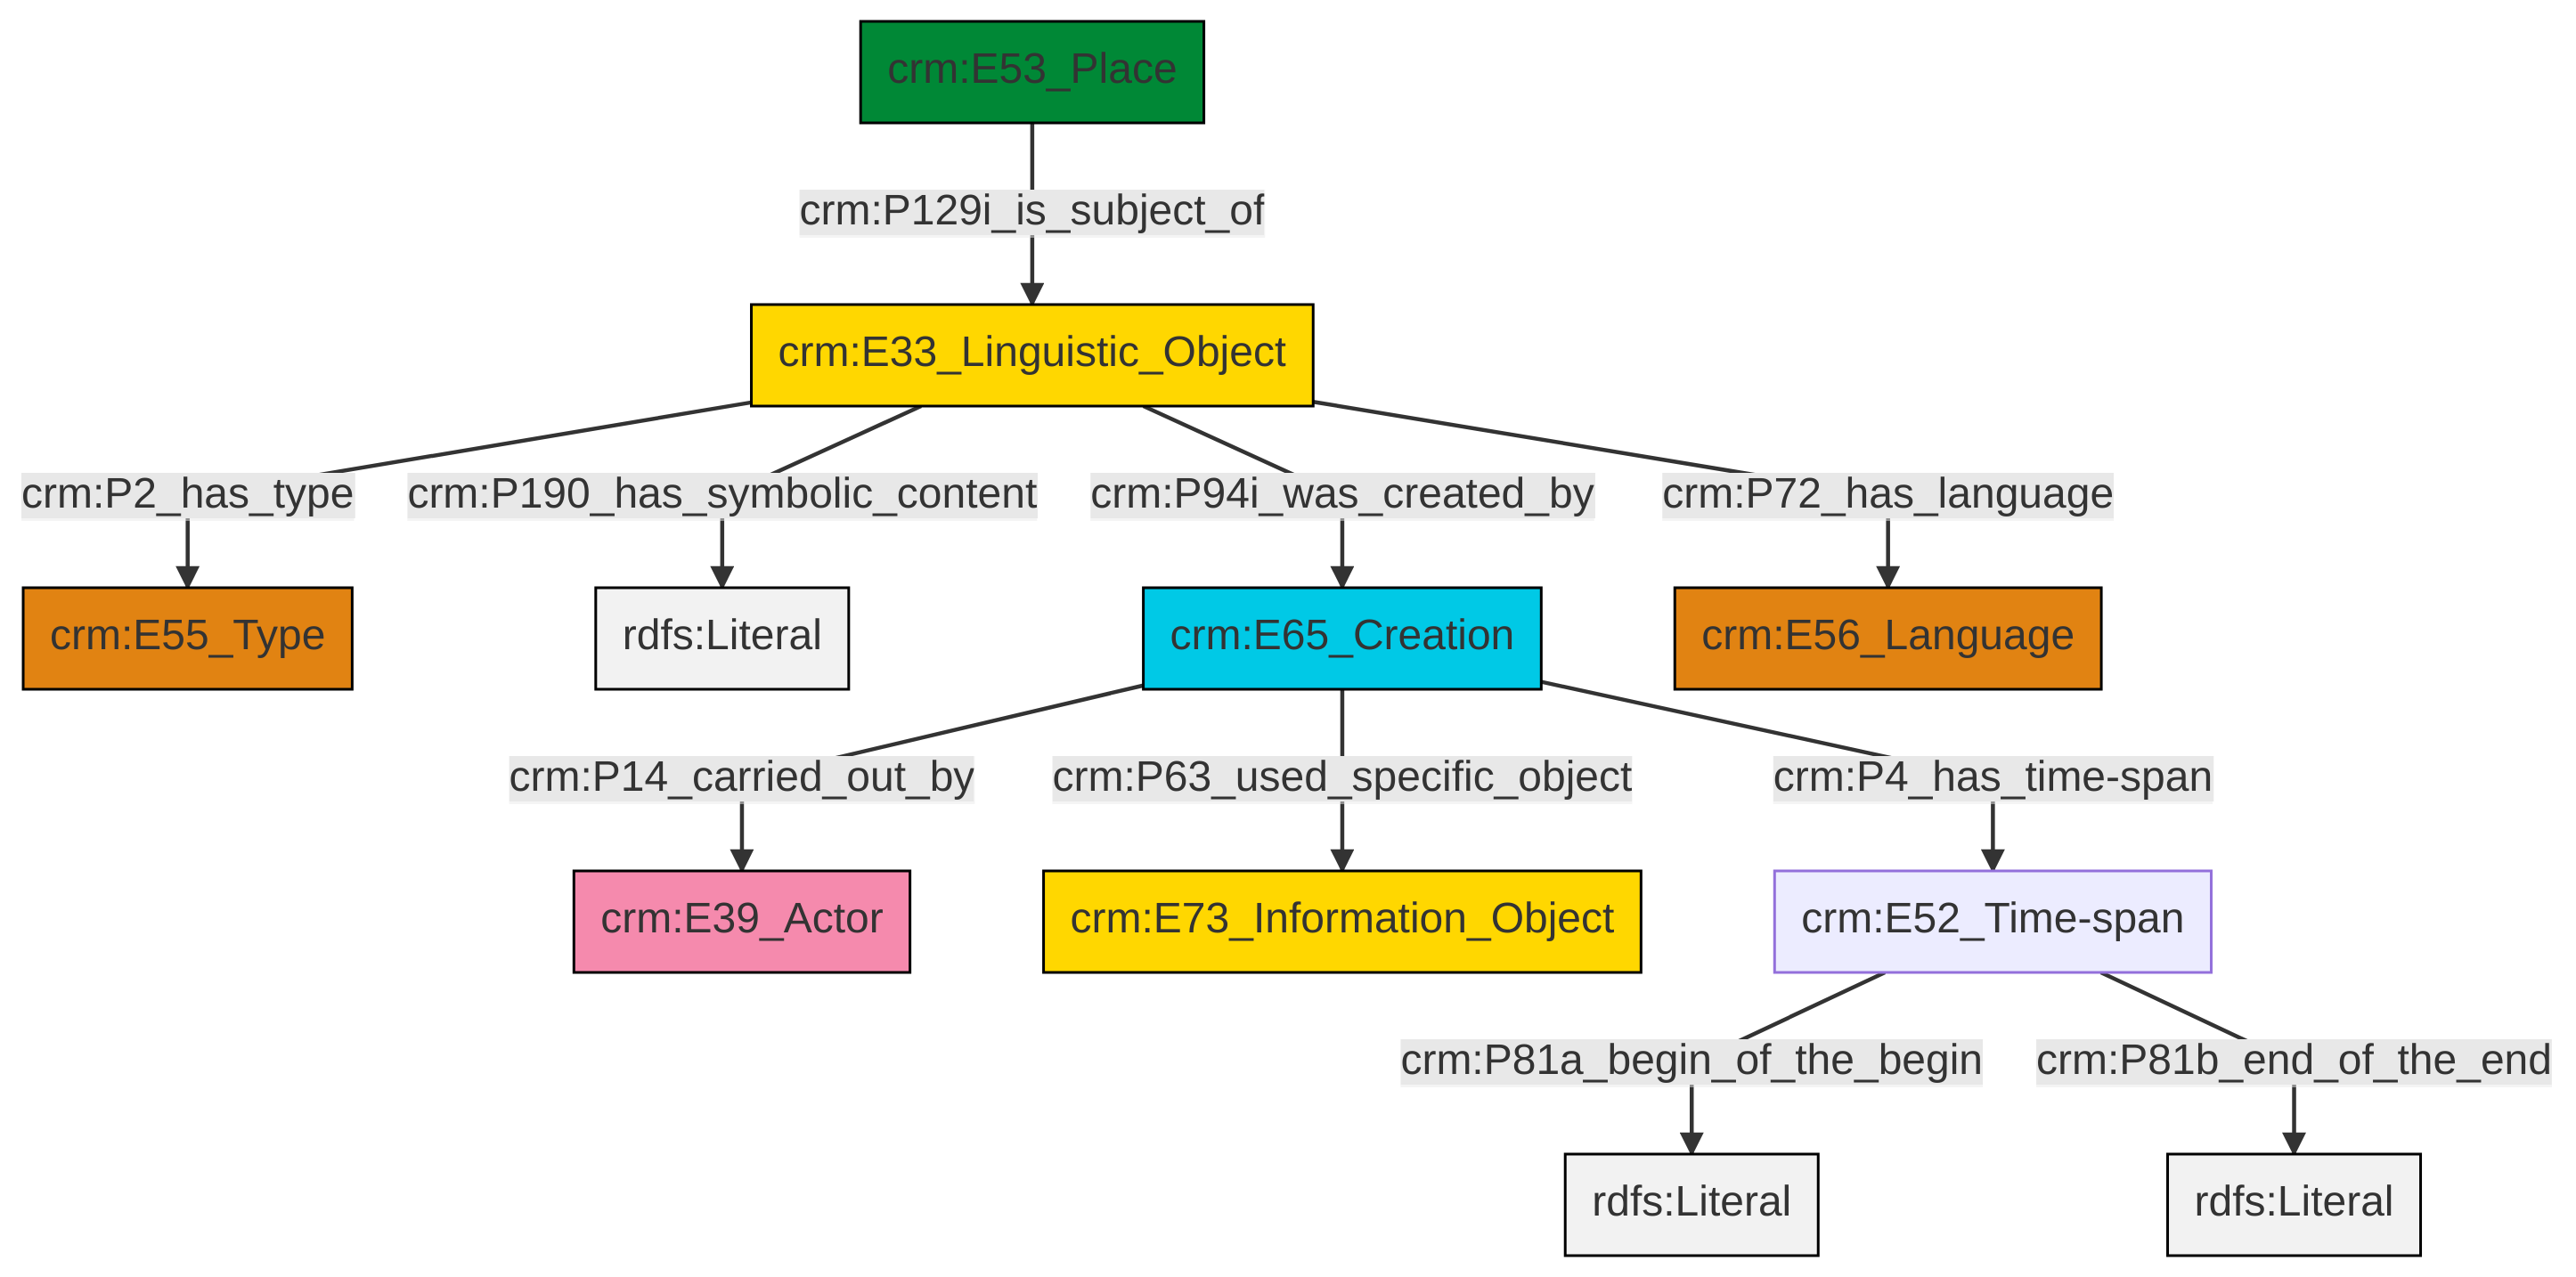 crm:E53_Place
crm:P129i_is_subject_of
crm:E33_Linguistic_Object
crm:P2_has_type
crm:P190_has_symbolic_content
crm:P94i_was_created_by
crm:P72_has_language
crm:E55_Type
rdfs:Literal
crm:E65_Creation
crm:E56_Language
crm:P14_carried_out_by
crm:P63_used_specific_object
crm:P4_has_time-span
crm:E39_Actor
crm:E73_Information_Object
crm:E52_Time-span
crm:P81a_begin_of_the_begin
crm:P81b_end_of_the_end
rdfs:Literal
rdfs:Literal